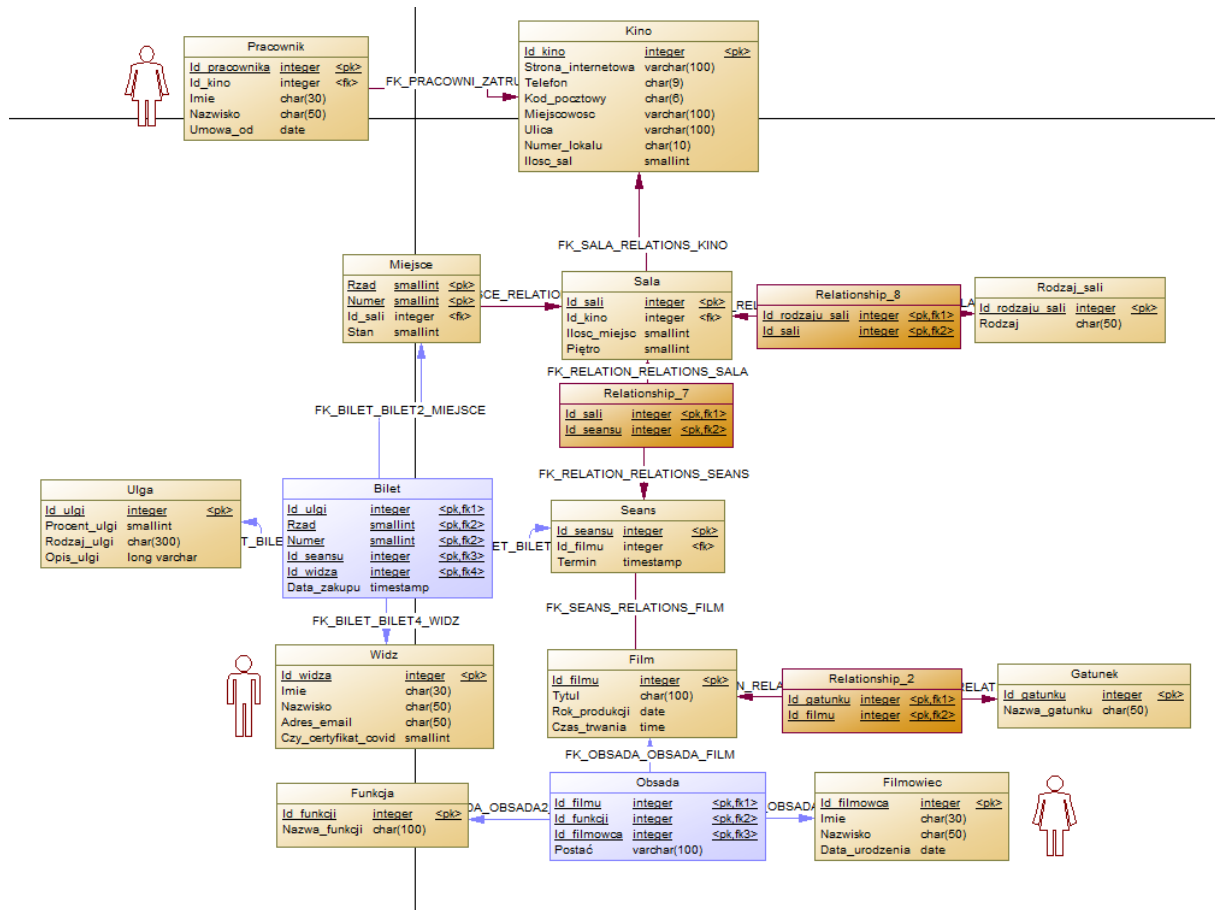 Pracownik
Id_pracownika integer <pk>
Id_kino integer <fk>
Imie char(30)
Nazwisko char(50)
Umowa_od date
FK_PRACOWNI_ZATRU
Kino
Id_kino integer <pk>
Strona_internetowa varchar(100)
Telefon char(9)
Kod_pocztowy char(6)
Miejscowosc varchar(100)
Ulica varchar(100)
Numer_lokalu char(10)
Ilosc_sal smallint
FK_SALA_RELATIONS_KINO
Miejsce
Rzad smallint <pk>
Numer smallint <pk>
Id_sali integer <fk>
Stan smallint
SCE_RELATIO
Sala
Id_sali integer <pk>
Id_kino integer <fk>
Ilosc_miejsc smallint
Piętro smallint
_REL
Relationship_8
Id_rodzaju_sali integer <pk,fk1>
Id_sali integer <pk,fk2>
LA
Rodzaj_sali
Id_rodzaju_sali integer <pk>
Rodzaj char(50)
FK_RELATION_RELATIONS_SALA
Relationship_7
Id_sali integer <pk,fk1>
Id_seansu integer <pk,fk2>
FK_BILET_BILET2_MIEJSCE
FK_RELATION_RELATIONS_SEANS
Ulga
Id_ulgi integer <pk>
Procent_ulgi smallint
Rodzaj_ulgi char(300)
Opis_ulgi long varchar
T_BILE
Bilet
Id_ulgi integer <pk,fk1>
Rzad smallint <pk,fk2>
Numer smallint <pk,fk2>
Id_seansu integer <pk,fk3>
Id_widza integer <pk,fk4>
Data_zakupu timestamp
ET_BILET
Seans
Id_seansu integer <pk>
Id_filmu integer <fk>
Termin timestamp
FK_SEANS_RELATIONS_FILM
FK_BILET_BILET4_WIDZ
Widz
Id_widza integer <pk>
Imie char(30)
Nazwisko char(50)
Adres_email char(50)
Czy_certyfikat_covid smallint
Film
Id_filmu integer <pk>
Tytul char(100)
Rok_produkcji date
Czas_trwania time
N_RELA
Relationship_2
Id_gatunku integer <pk,fk1>
Id_filmu integer <pk,fk2>
RELAT
Gatunek
Id_gatunku integer <pk>
Nazwa_gatunku char(50)
FK_OBSADA_OBSADA_FILM
Funkcja
Id_funkcji integer <pk>
Nazwa_funkcji char(100)
DA_OBSADA2_
Obsada
Id_filmu integer <pk,fk1>
Id_funkcji integer <pk,fk2>
Id_filmowca integer <pk,fk3>
Postać varchar(100)
_OBSADA
Filmowiec
Id_filmowca integer <pk>
Imie char(30)
Nazwisko char(50)
Data_urodzenia date